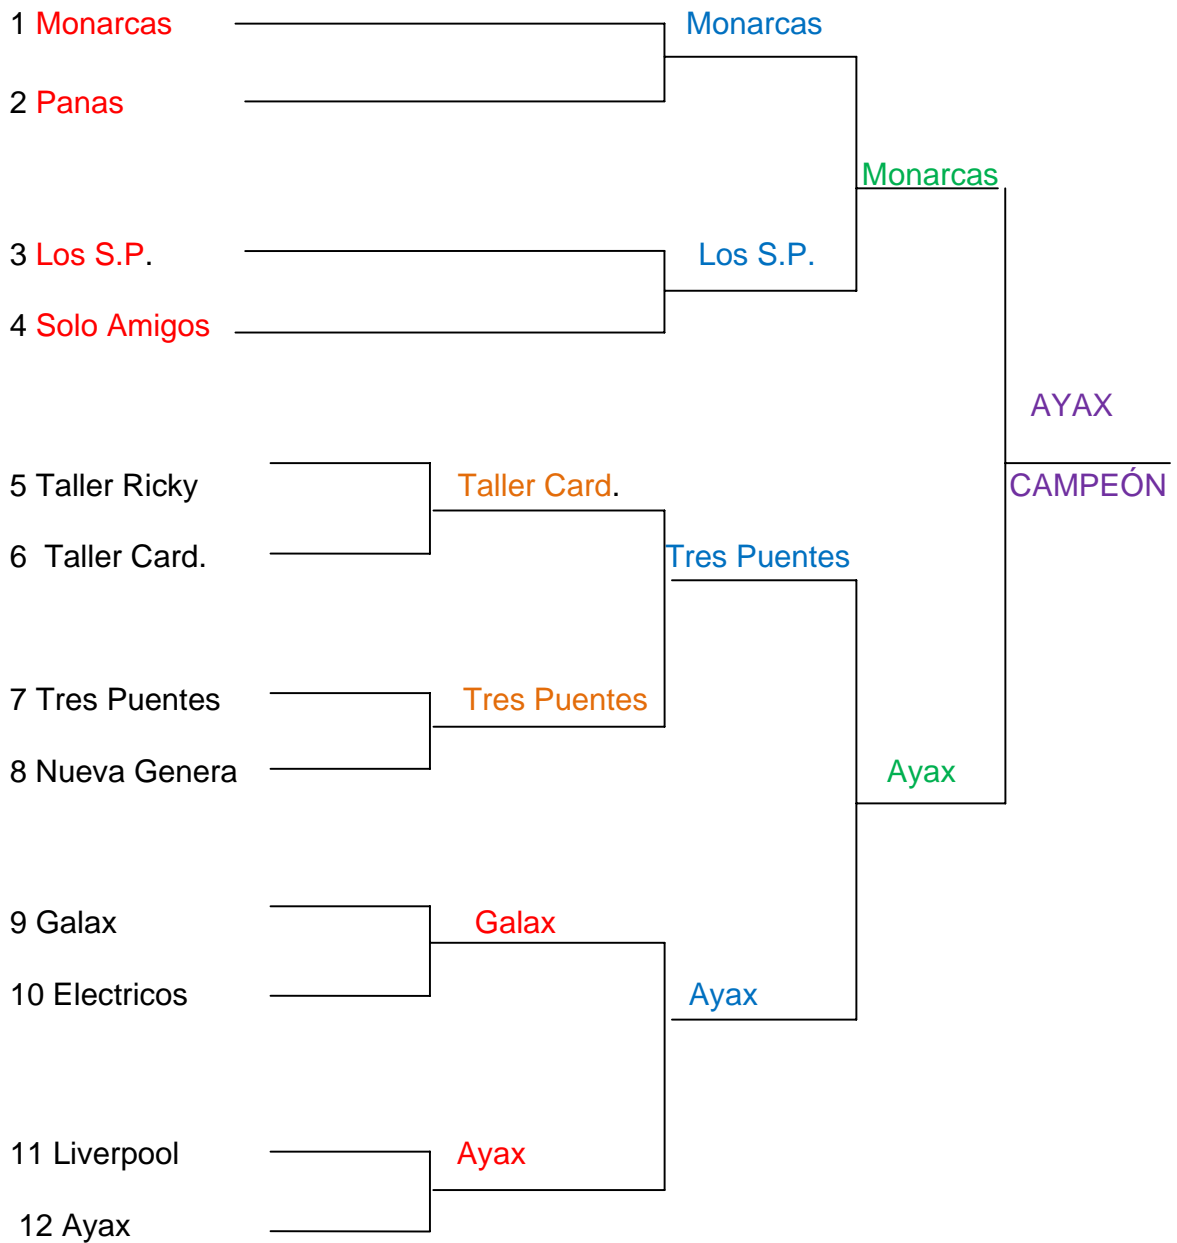 1 Monarcas
Monarcas
2 Panas
Monarcas
3 Los S.P.
Los S.P.
4 Solo Amigos
AYAX
5 Taller Ricky
Taller Card.
CAMPEÓN
6 Taller Card.
Tres Puentes
7 Tres Puentes
Tres Puentes
8 Nueva Genera
Ayax
9 Galax
Galax
10 Electricos
Ayax
11 Liverpool
Ayax
12 Ayax